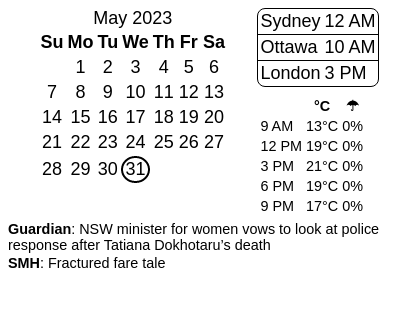 May 2023
Su Mo Tu We Th Fr Sa
1 2 3 4 5 6
7 8 9 10 11 12 13
14 15 16 17 18 19 20
21 22 23 24 25 26 27
28 29 30 31
Sydney 12 AM
Ottawa 10 AM
London 3 PM
°C ☂
9 AM 13°C 0%
12 PM 19°C 0%
3 PM 21°C 0%
6 PM 19°C 0%
9 PM 17°C 0%
Guardian: NSW minister for women vows to look at police
response after Tatiana Dokhotaru’s death
SMH: Fractured fare tale